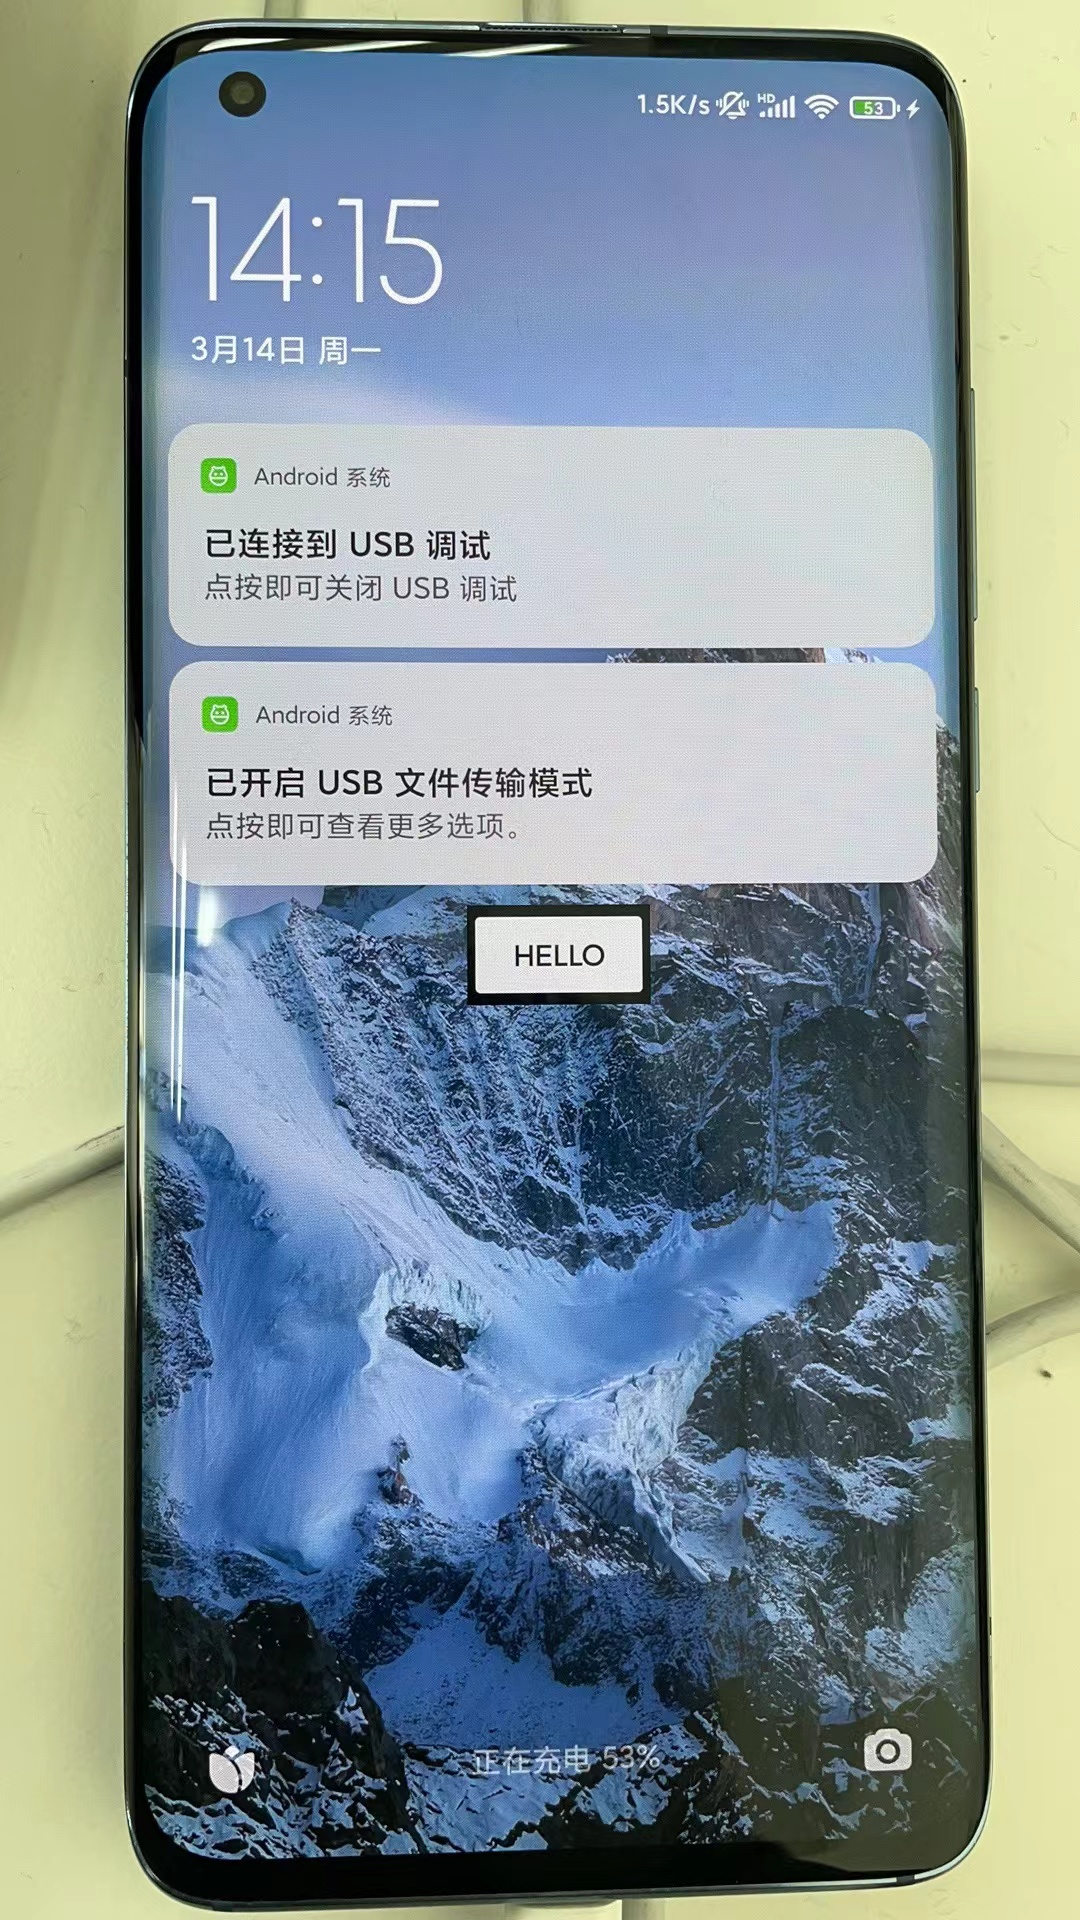 1.5K/s HD 53
14:15
3月14日 周一
Android 系统
已连接到 USB 调试
点按即可关闭 USB 调试
Android 系统
已开启 USB 文件传输模式
点按即可查看更多选项。
HELLO
正在充电 53%